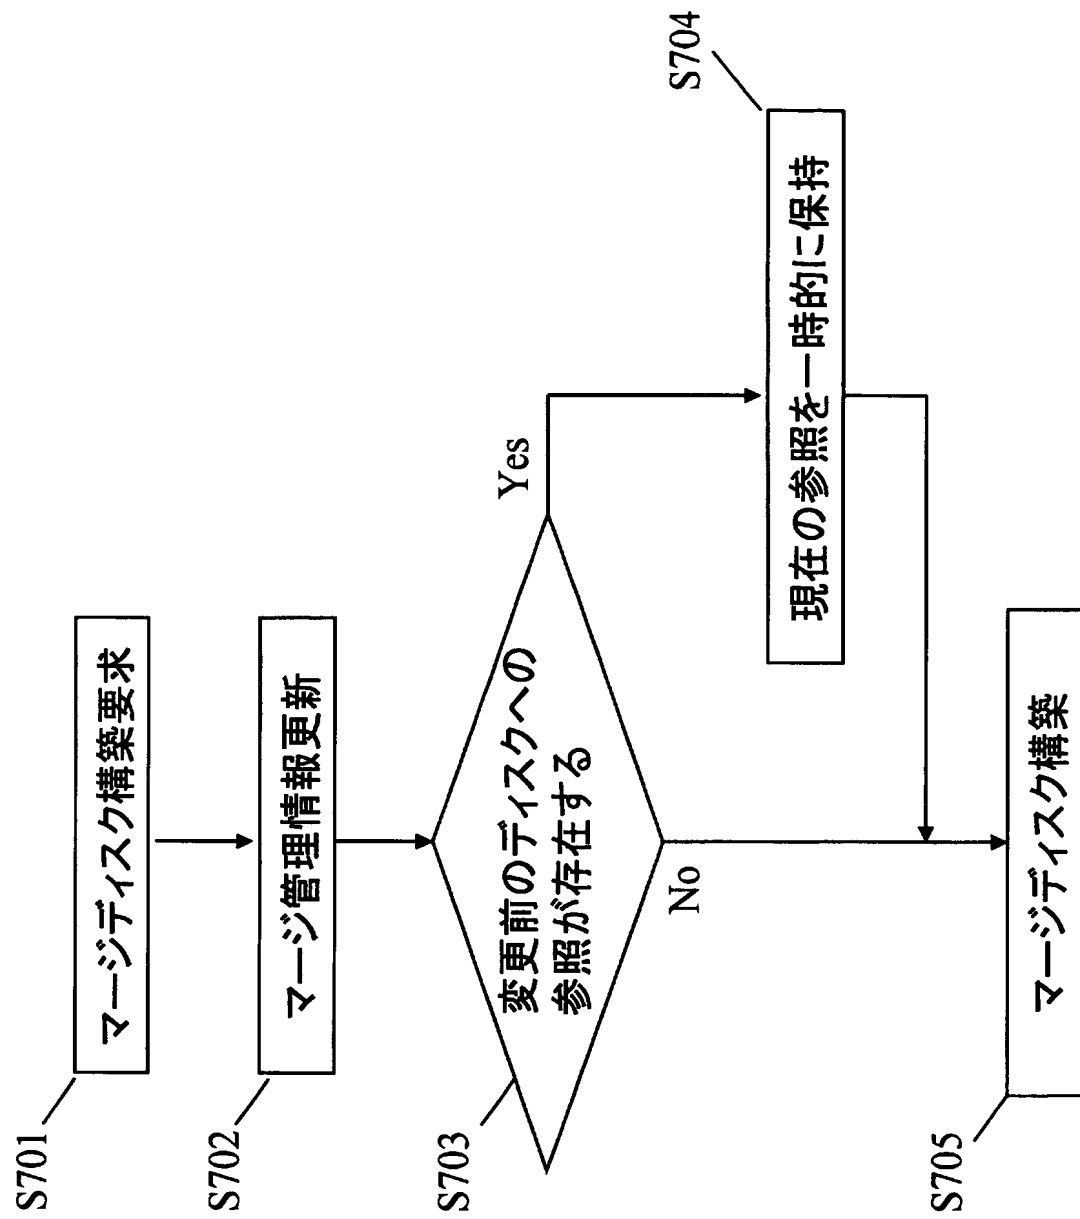 S701
マージディスク構築要求
S702
マージ管理情報更新
S703
変更前のディスクへの
参照が存在する
Yes
No
S704
現在の参照を一時的に保持
S705
マージディスク構築